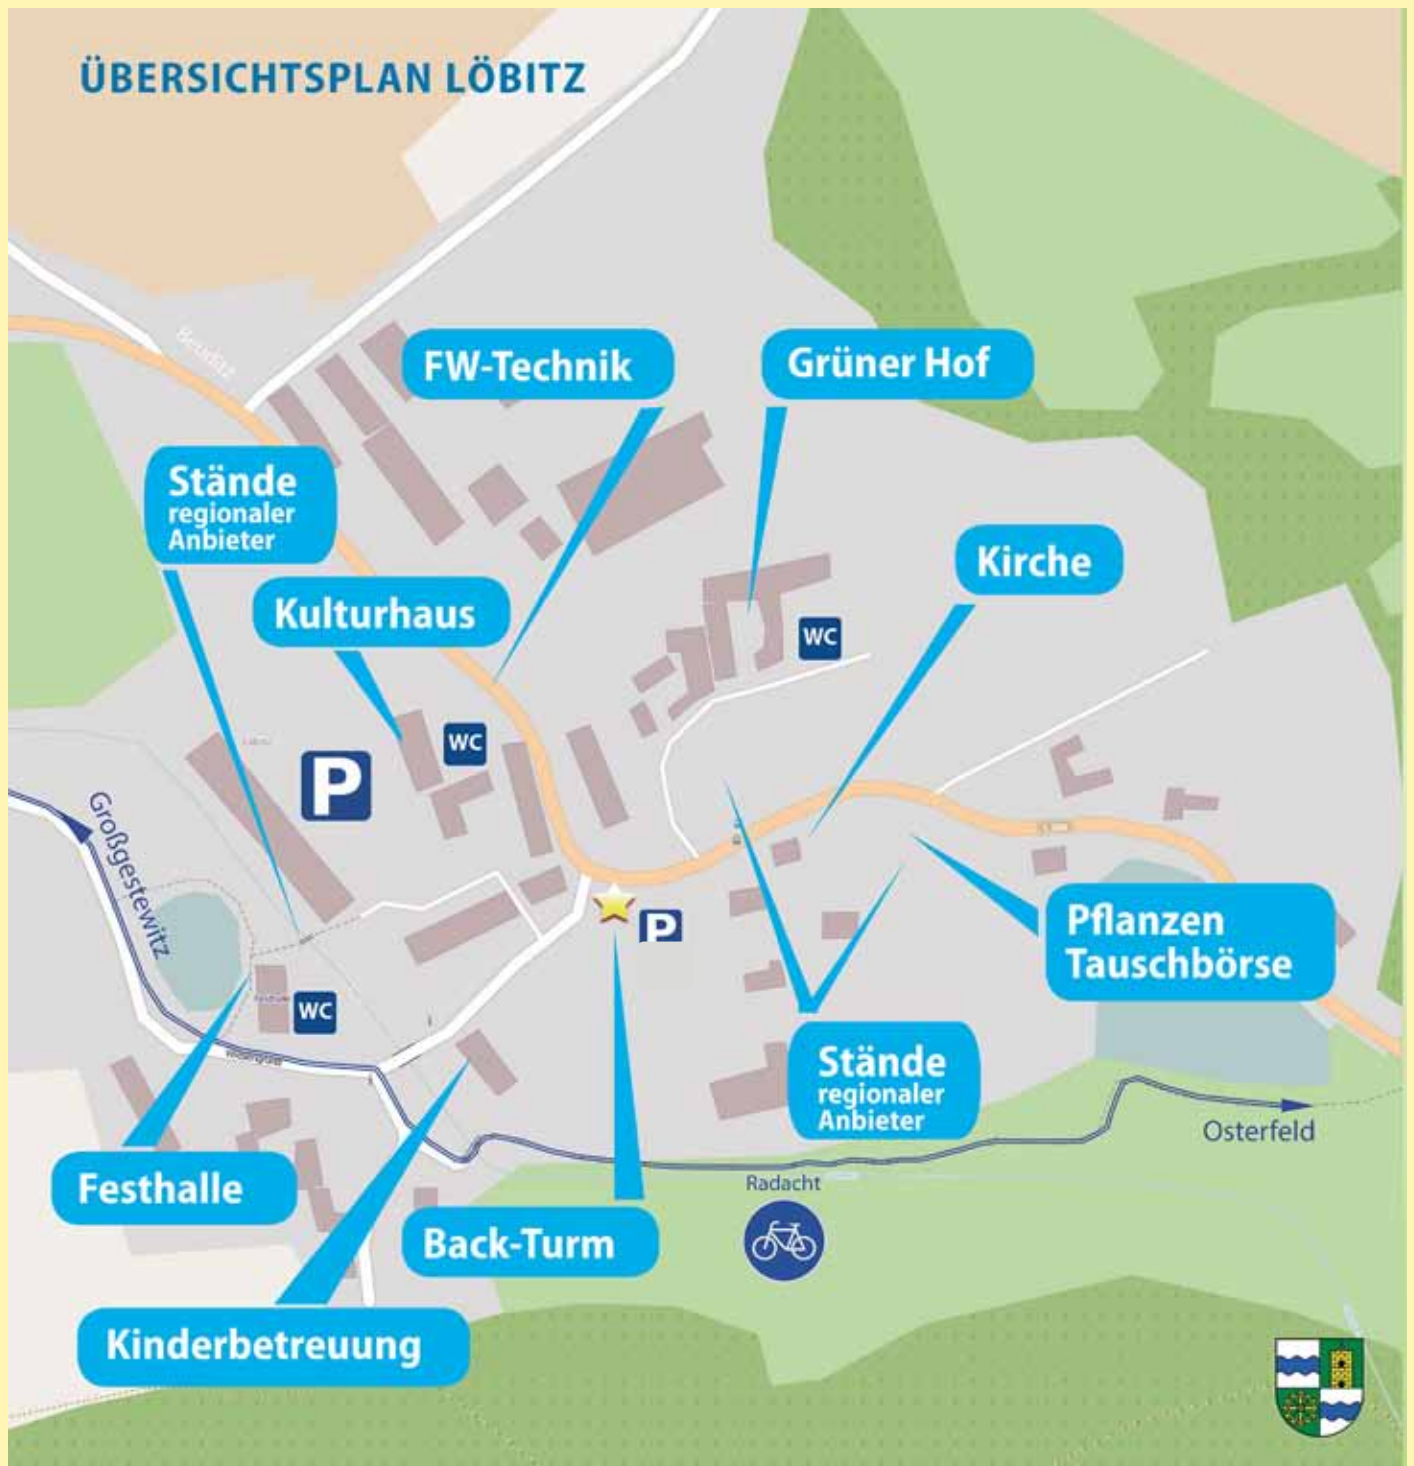 ÜBERSICHTSPLAN LÖBITZ
Beuditz
FW-Technik
Grüner Hof
Stände
regionaler
Anbieter
Kirche
Kulturhaus
WC
WC
P
Großgestewitz
P
Pflanzen
Tauschbörse
WC
Stände
regionaler
Anbieter
Osterfeld
Festhalle
Radacht
Back-Turm
Kinderbetreuung